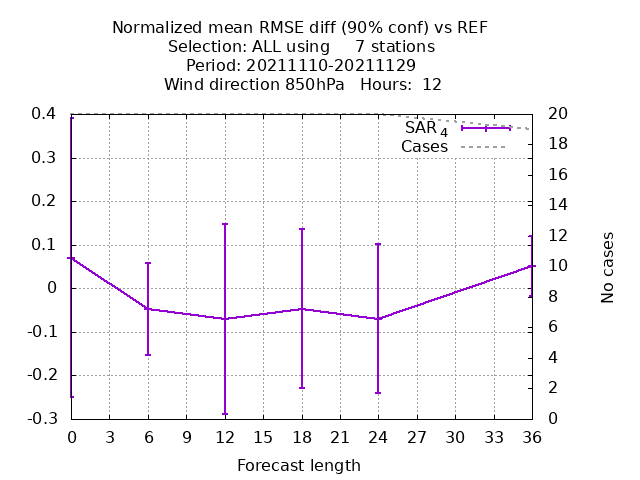 Normalized mean RMSE diff (90% conf) vs REF
Selection: ALL using     7 stations
Period: 20211110-20211129
Wind direction 850hPa   Hours:  12
0.4
0.3
0.2
0.1
0
-0.1
-0.2
-0.3
SAR 4
Cases
20
18
16
14
12
10
8
6
4
2
0
No cases
0 3 6 9 12 15 18 21 24 27 30 33 36
Forecast length